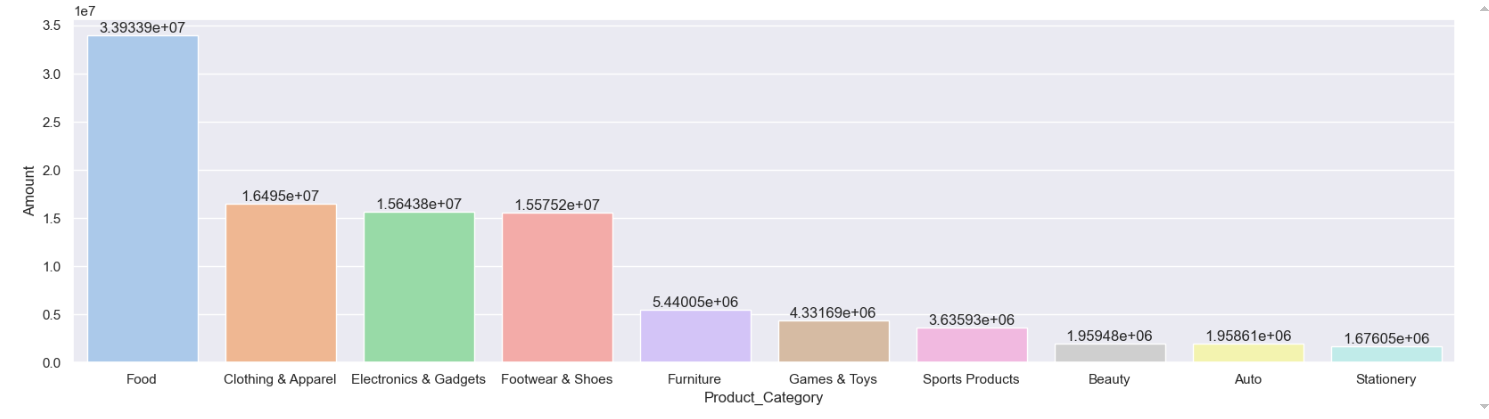 1e7
3.5
3.0
2.5
2.0
1.5
1.0
0.5
0.0
Amount
3.39339e+07
1.6495e+07
1.56438e+07
1.55752e+07
5.44005e+06
4.33169e+06
3.63593e+06
1.95948e+06
1.95861e+06
1.67605e+06
Food
Clothing & Apparel
Electronics & Gadgets
Footwear & Shoes
Furniture
Games & Toys
Sports Products
Beauty
Auto
Stationery
Product_Category